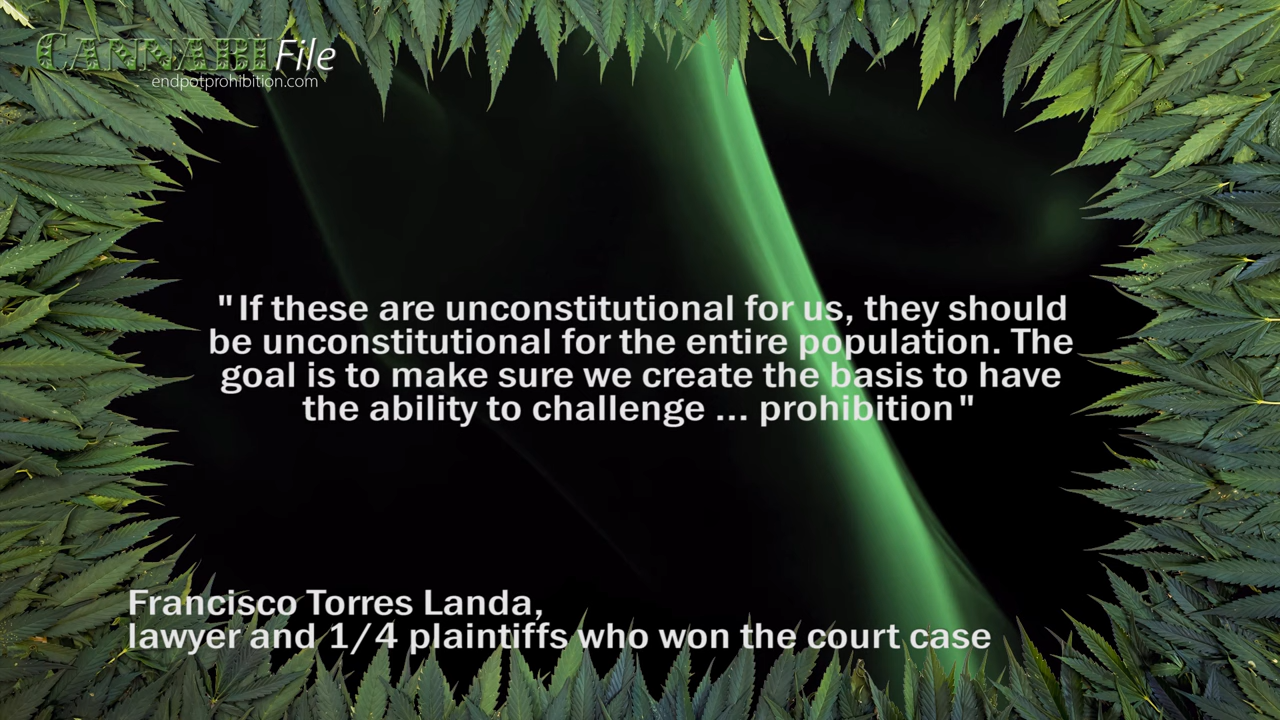 CANNABIFile
endpotprohibition.com
"If these are unconstitutional for us, they should
be unconstitutional for the entire population. The
goal is to make sure we create the basis to have
the ability to challenge ... prohibition"
Francisco Torres Landa,
lawyer and 1/4 plaintiffs who won the court case